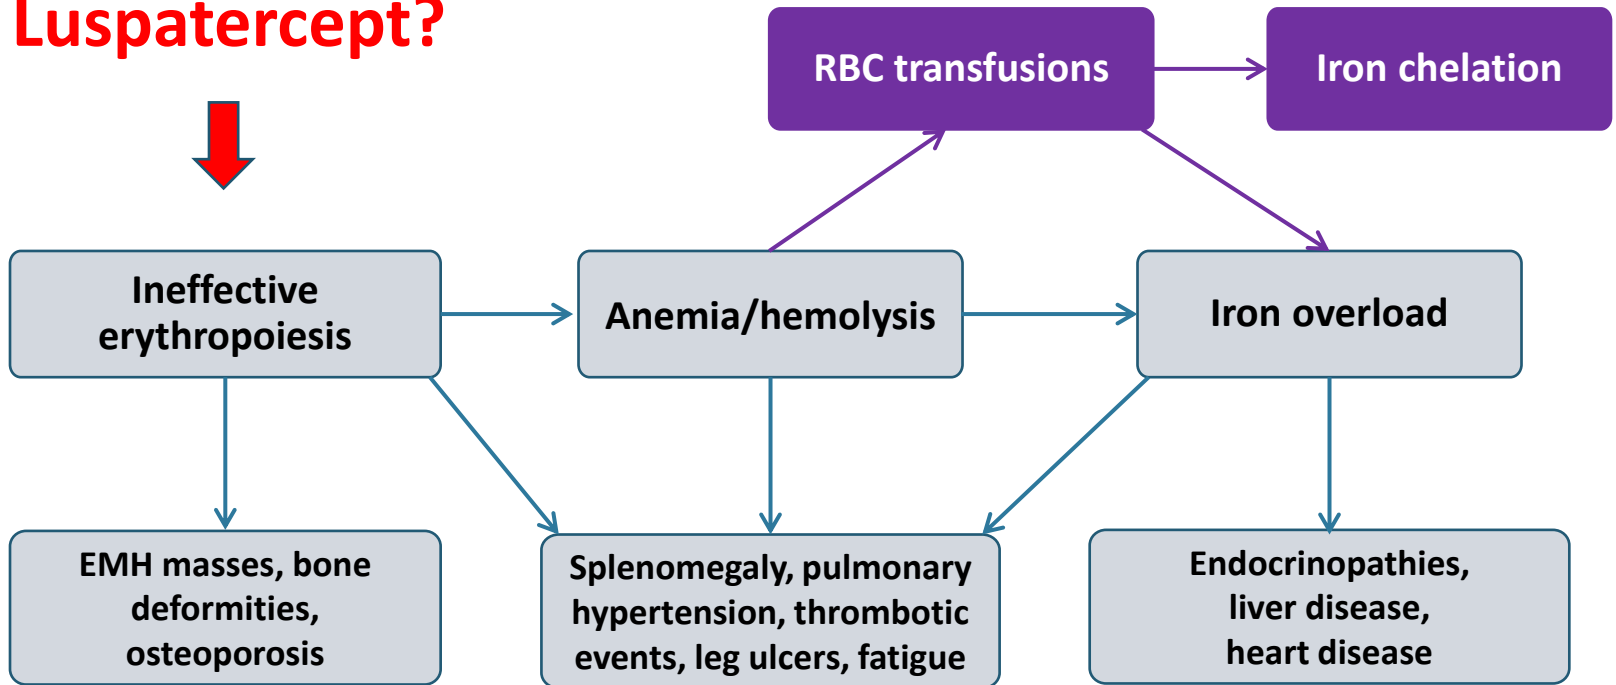 Luspatercept?
RBC transfusions
Iron chelation
Ineffective
erythropoiesis
Anemia/hemolysis
Iron overload
EMH masses, bone
deformities,
osteoporosis
Splenomegaly, pulmonary
hypertension, thrombotic
events, leg ulcers, fatigue
Endocrinopathies,
liver disease,
heart disease